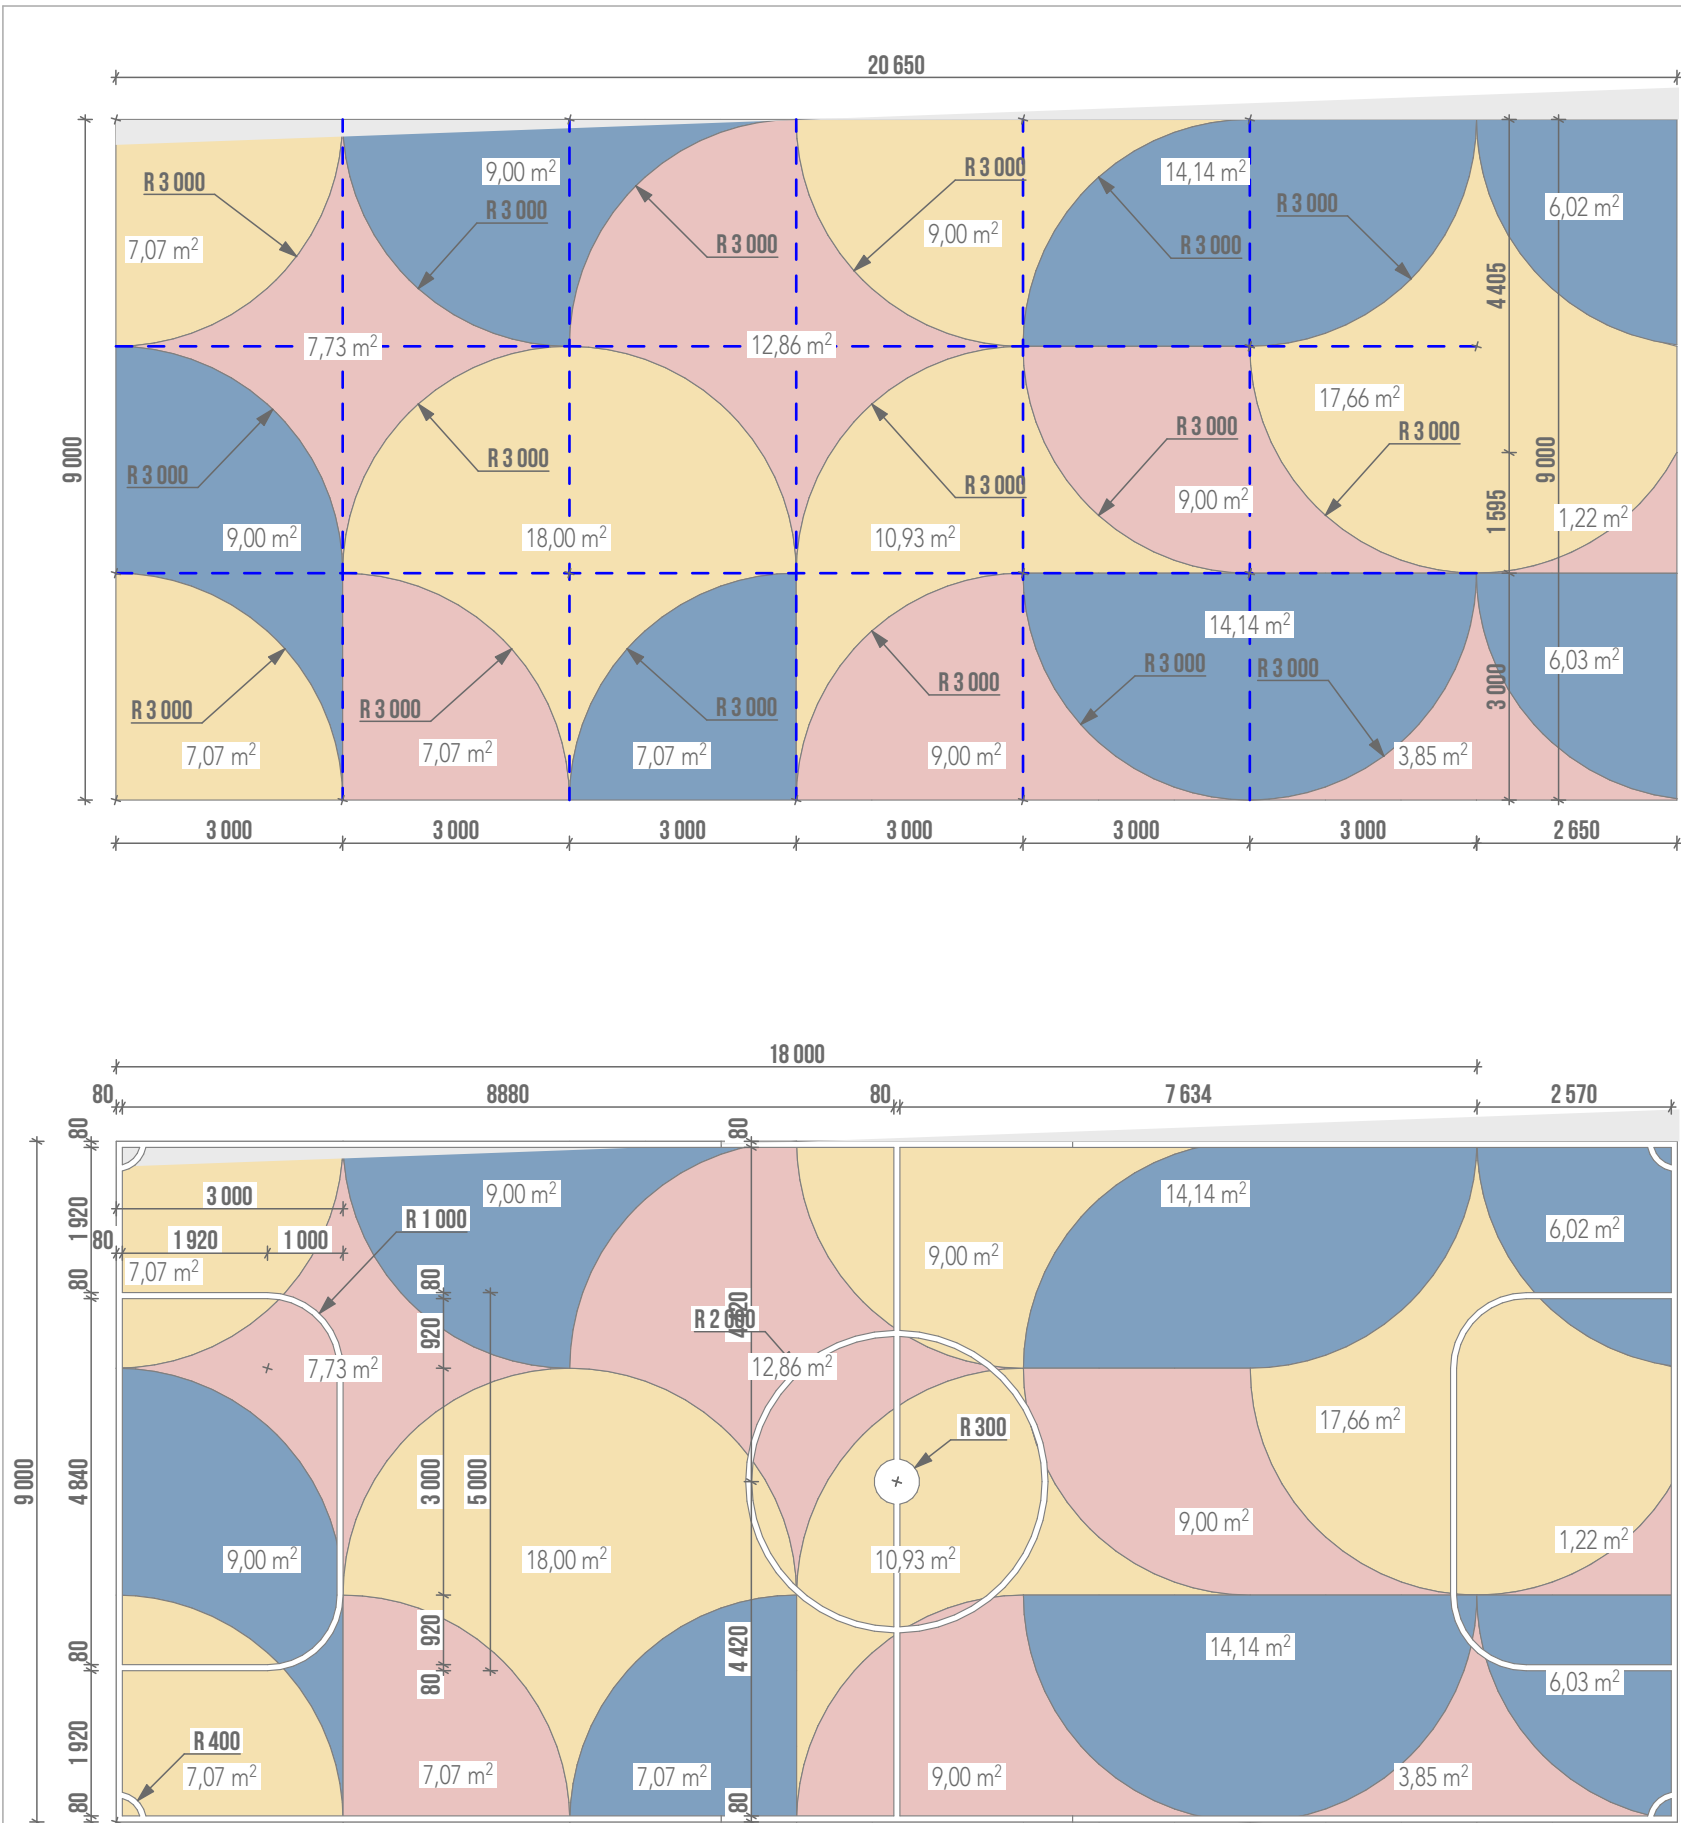 20 650
R 3 000
7,07 m²
9,00 m²
R 3 000
R 3 000
R 3 000
9,00 m²
14,14 m²
R 3 000
R 3 000
6,02 m²
4 405
7,73 m²
12,86 m²
17,66 m²
9 000
R 3 000
R 3 000
R 3 000
R 3 000
R 3 000
9 000
9,00 m²
18,00 m²
10,93 m²
9,00 m²
1 595
1,22 m²
14,14 m²
R 3 000
R 3 000
R 3 000
R 3 000
R 3 000
R 3 000
3 000
6,03 m²
7,07 m²
7,07 m²
7,07 m²
9,00 m²
3,85 m²
3 000
3 000
3 000
3 000
3 000
3 000
2 650
18 000
80
8880
80
7 634
2 570
80
80
1 920
3 000
R 1 000
9,00 m²
14,14 m²
6,02 m²
80
1 920
1 000
7,07 m²
9,00 m²
80
80
920
4 420
R 2 000
7,73 m²
12,86 m²
17,66 m²
R 300
9 000
4 840
3 000
5 000
9,00 m²
18,00 m²
10,93 m²
9,00 m²
1,22 m²
80
920
80
4 420
14,14 m²
6,03 m²
1 920
R 400
7,07 m²
7,07 m²
7,07 m²
9,00 m²
3,85 m²
80
80